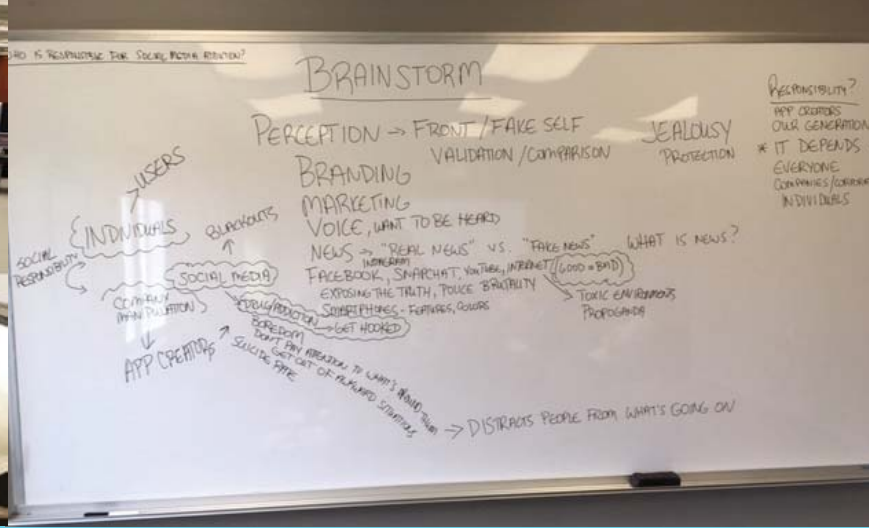 WHO IS RESPONSIBLE FOR SOCIAL MEDIA ADDICTION?
BRAINSTORM
PERCEPTION → FRONT/FAKE SELF
VALIDATION/COMPARISON
JEALOUSY
PROTECTION
BRANDING
MARKETING
VOICE, WANT TO BE HEARD
NEWS → "REAL NEWS" VS. "FAKE NEWS" WHAT IS NEWS?
INSTAGRAM
FACEBOOK, SNAPCHAT, YOUTUBE, INTERNET (GOOD = BAD)
EXPOSING THE TRUTH, POLICE BRUTALITY
SMARTPHONES - FEATURES, COLORS
→ TOXIC ENVIRONMENTS
PROPOGANDA
→ USERS
INDIVIDUALS
BLACKOUTS
SOCIAL RESPONSIBILITY
SOCIAL MEDIA
COMPANY MANIPULATION
APP CREATORS
DRUG/ADDICTION
BOREDOM → GET HOOKED
DON'T PAY ATTENTION TO WHAT'S AROUND THEM
GET OUT OF AWKWARD SITUATIONS
SUICIDE RATE
→ DISTRACTS PEOPLE FROM WHAT'S GOING ON
RESPONSIBILITY?
APP CREATORS
OUR GENERATION
* IT DEPENDS
EVERYONE
INDIVIDUALS